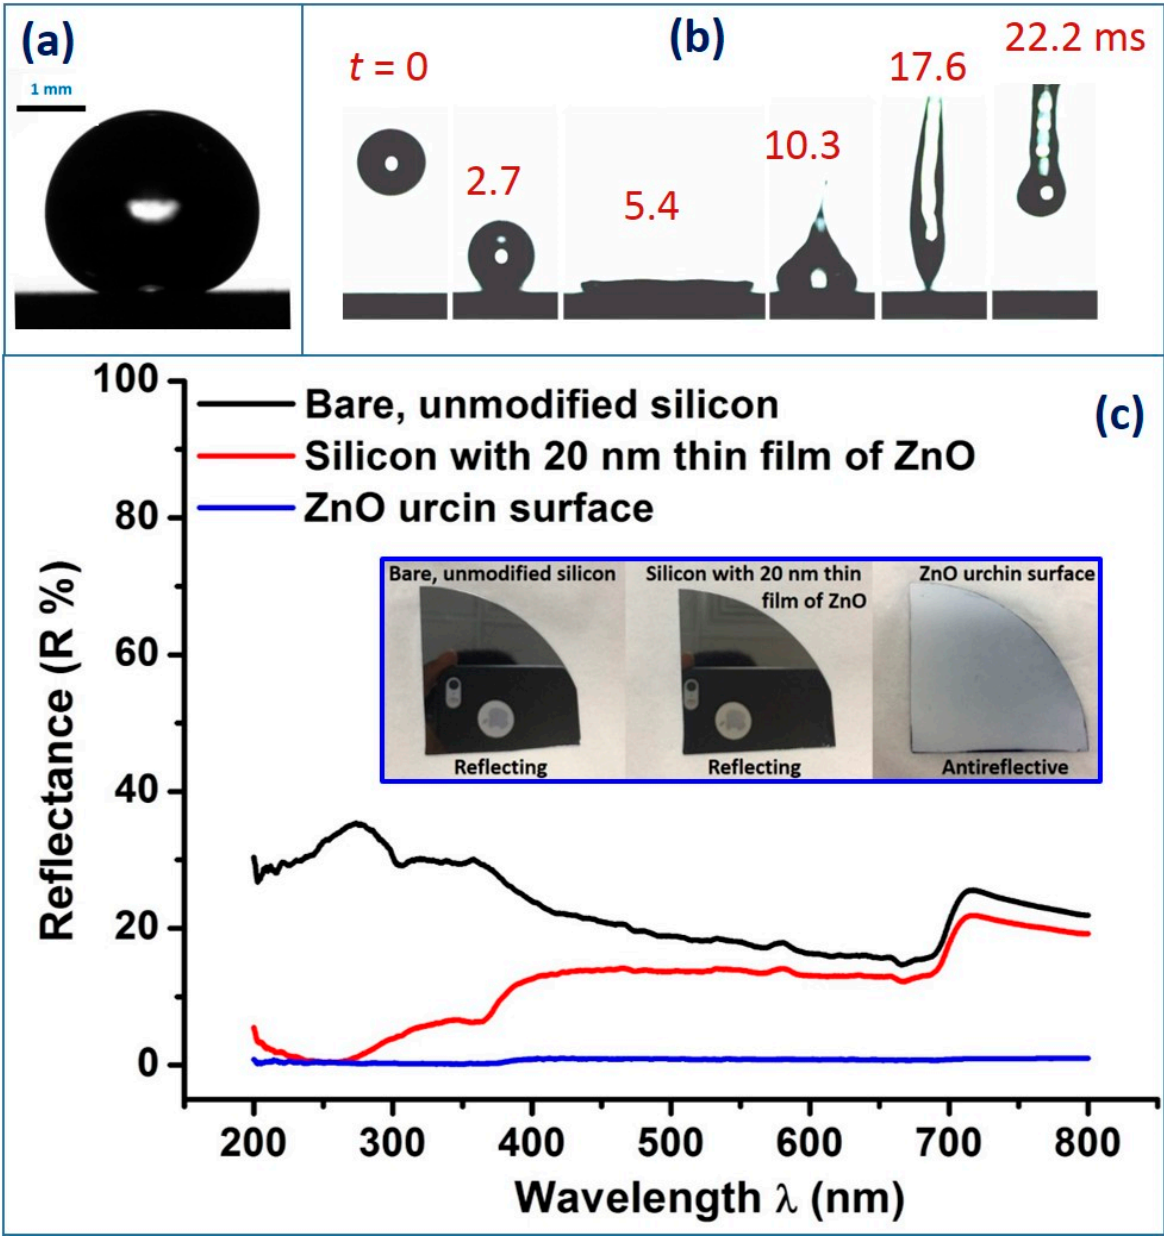 (a)
1 mm
(b)
t = 0
2.7
5.4
10.3
17.6
22.2 ms
(c)
100
80
60
40
20
0
Reflectance (R %)
Bare, unmodified silicon
Silicon with 20 nm thin film of ZnO
ZnO urcin surface
Bare, unmodified silicon
Reflecting
Silicon with 20 nm thin
film of ZnO
Reflecting
ZnO urchin surface
Antireflective
200 300 400 500 600 700 800
Wavelength λ (nm)